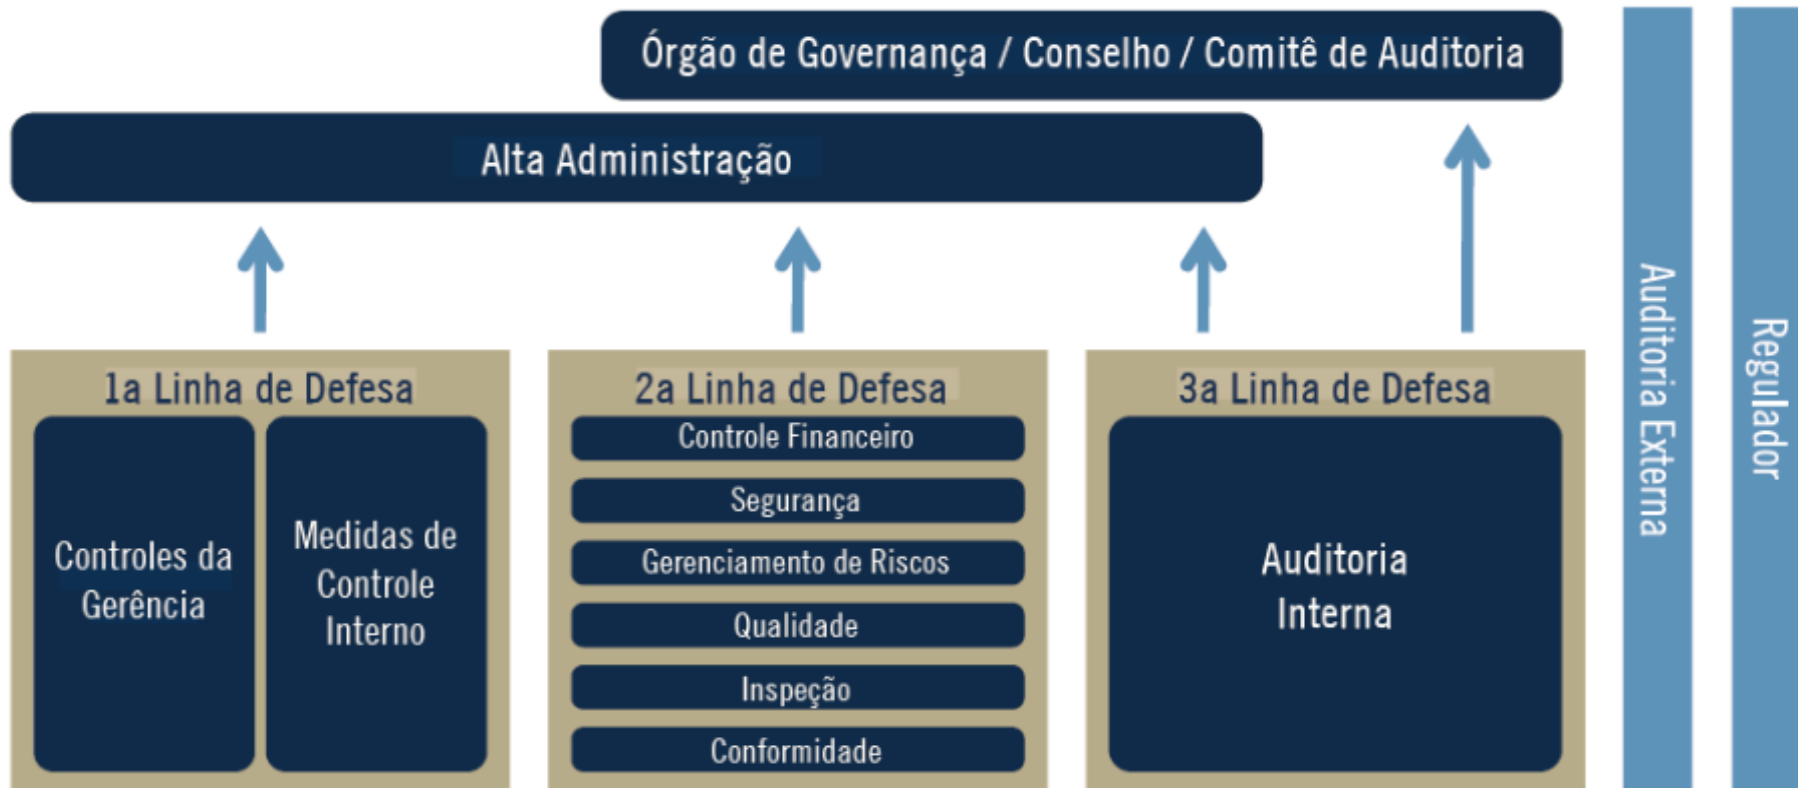 Órgão de Governança / Conselho / Comitê de Auditoria
Alta Administração
1a Linha de Defesa
Controles da
Gerência
Medidas de
Controle
Interno
2a Linha de Defesa
Controle Financeiro
Segurança
Gerenciamento de Riscos
Qualidade
Inspeção
Conformidade
3a Linha de Defesa
Auditoria
Interna
Auditoria Externa
Regulador